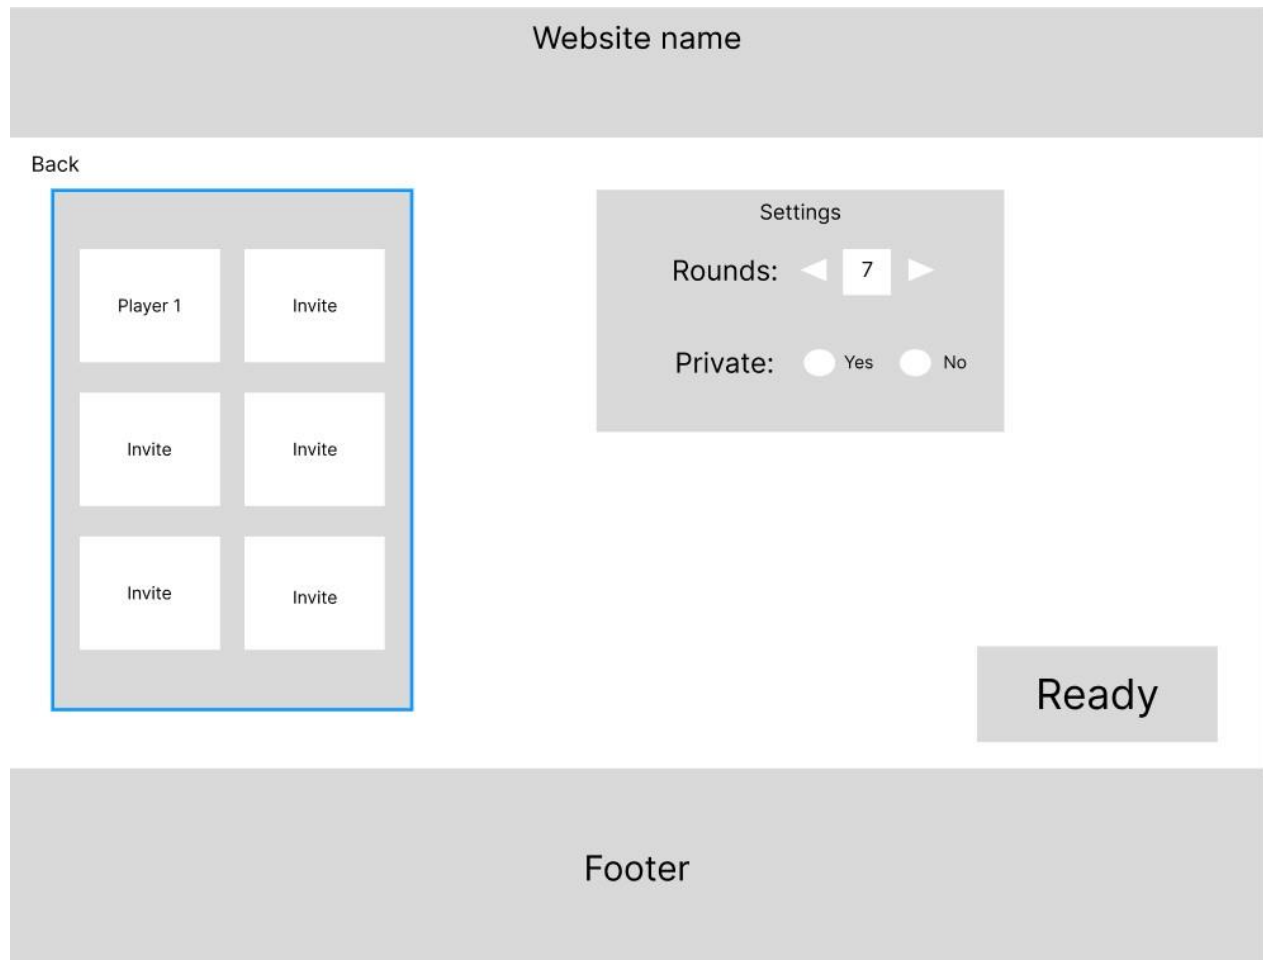 Website name
Back
Player 1
Invite
Invite
Invite
Invite
Invite
Settings
Rounds: 7
Private: Yes No
Ready
Footer